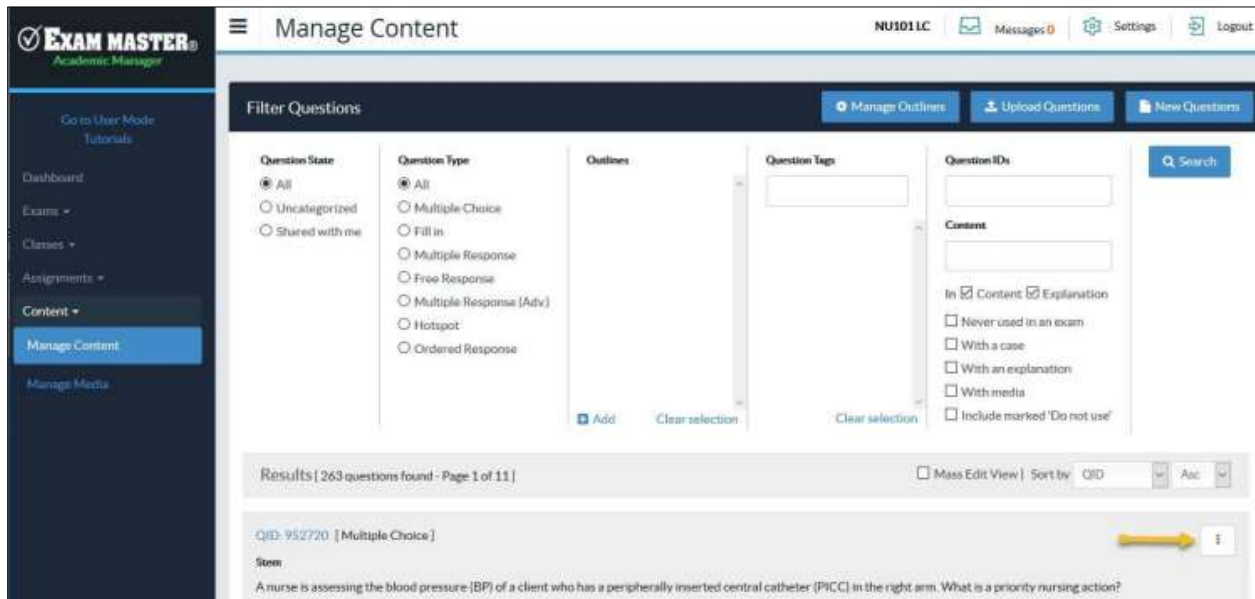 EXAM MASTER®
Academic Manager
Go to User Mode
Tutorials
Dashboard
Exams
Classes
Assignments
Content
Manage Content
Manage Media
Manage Content
NU101 LC
Messages 0
Settings
Logout
Filter Questions
Manage Outlines
Upload Questions
New Questions
Question State
All
Uncategorized
Shared with me
Question Type
All
Multiple Choice
Fill in
Multiple Response
Free Response
Multiple Response (Adv.)
Hotspot
Ordered Response
Outlines
Add
Clear selection
Question Tags
Clear selection
Question IDs
Content
In Content Explanation
Never used in an exam
With a case
With an explanation
With media
Include marked 'Do not use'
Search
Results [ 263 questions found - Page 1 of 11 ]
Mass Edit View | Sort by QID Asc
QID: 952720 [ Multiple Choice ]
Stem
A nurse is assessing the blood pressure (BP) of a client who has a peripherally inserted central catheter (PICC) in the right arm. What is a priority nursing action?